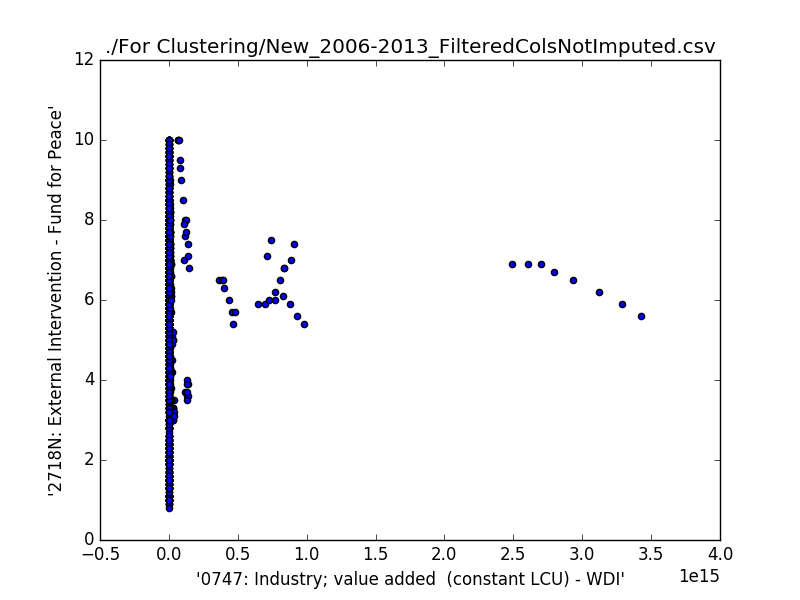 ./For Clustering/New_2006-2013_FilteredColsNotImputed.csv
12
10
8
6
4
2
0
'2718N: External Intervention - Fund for Peace'
−0.5 0.0 0.5 1.0 1.5 2.0 2.5 3.0 3.5 4.0
1e15
'0747: Industry; value added  (constant LCU) - WDI'